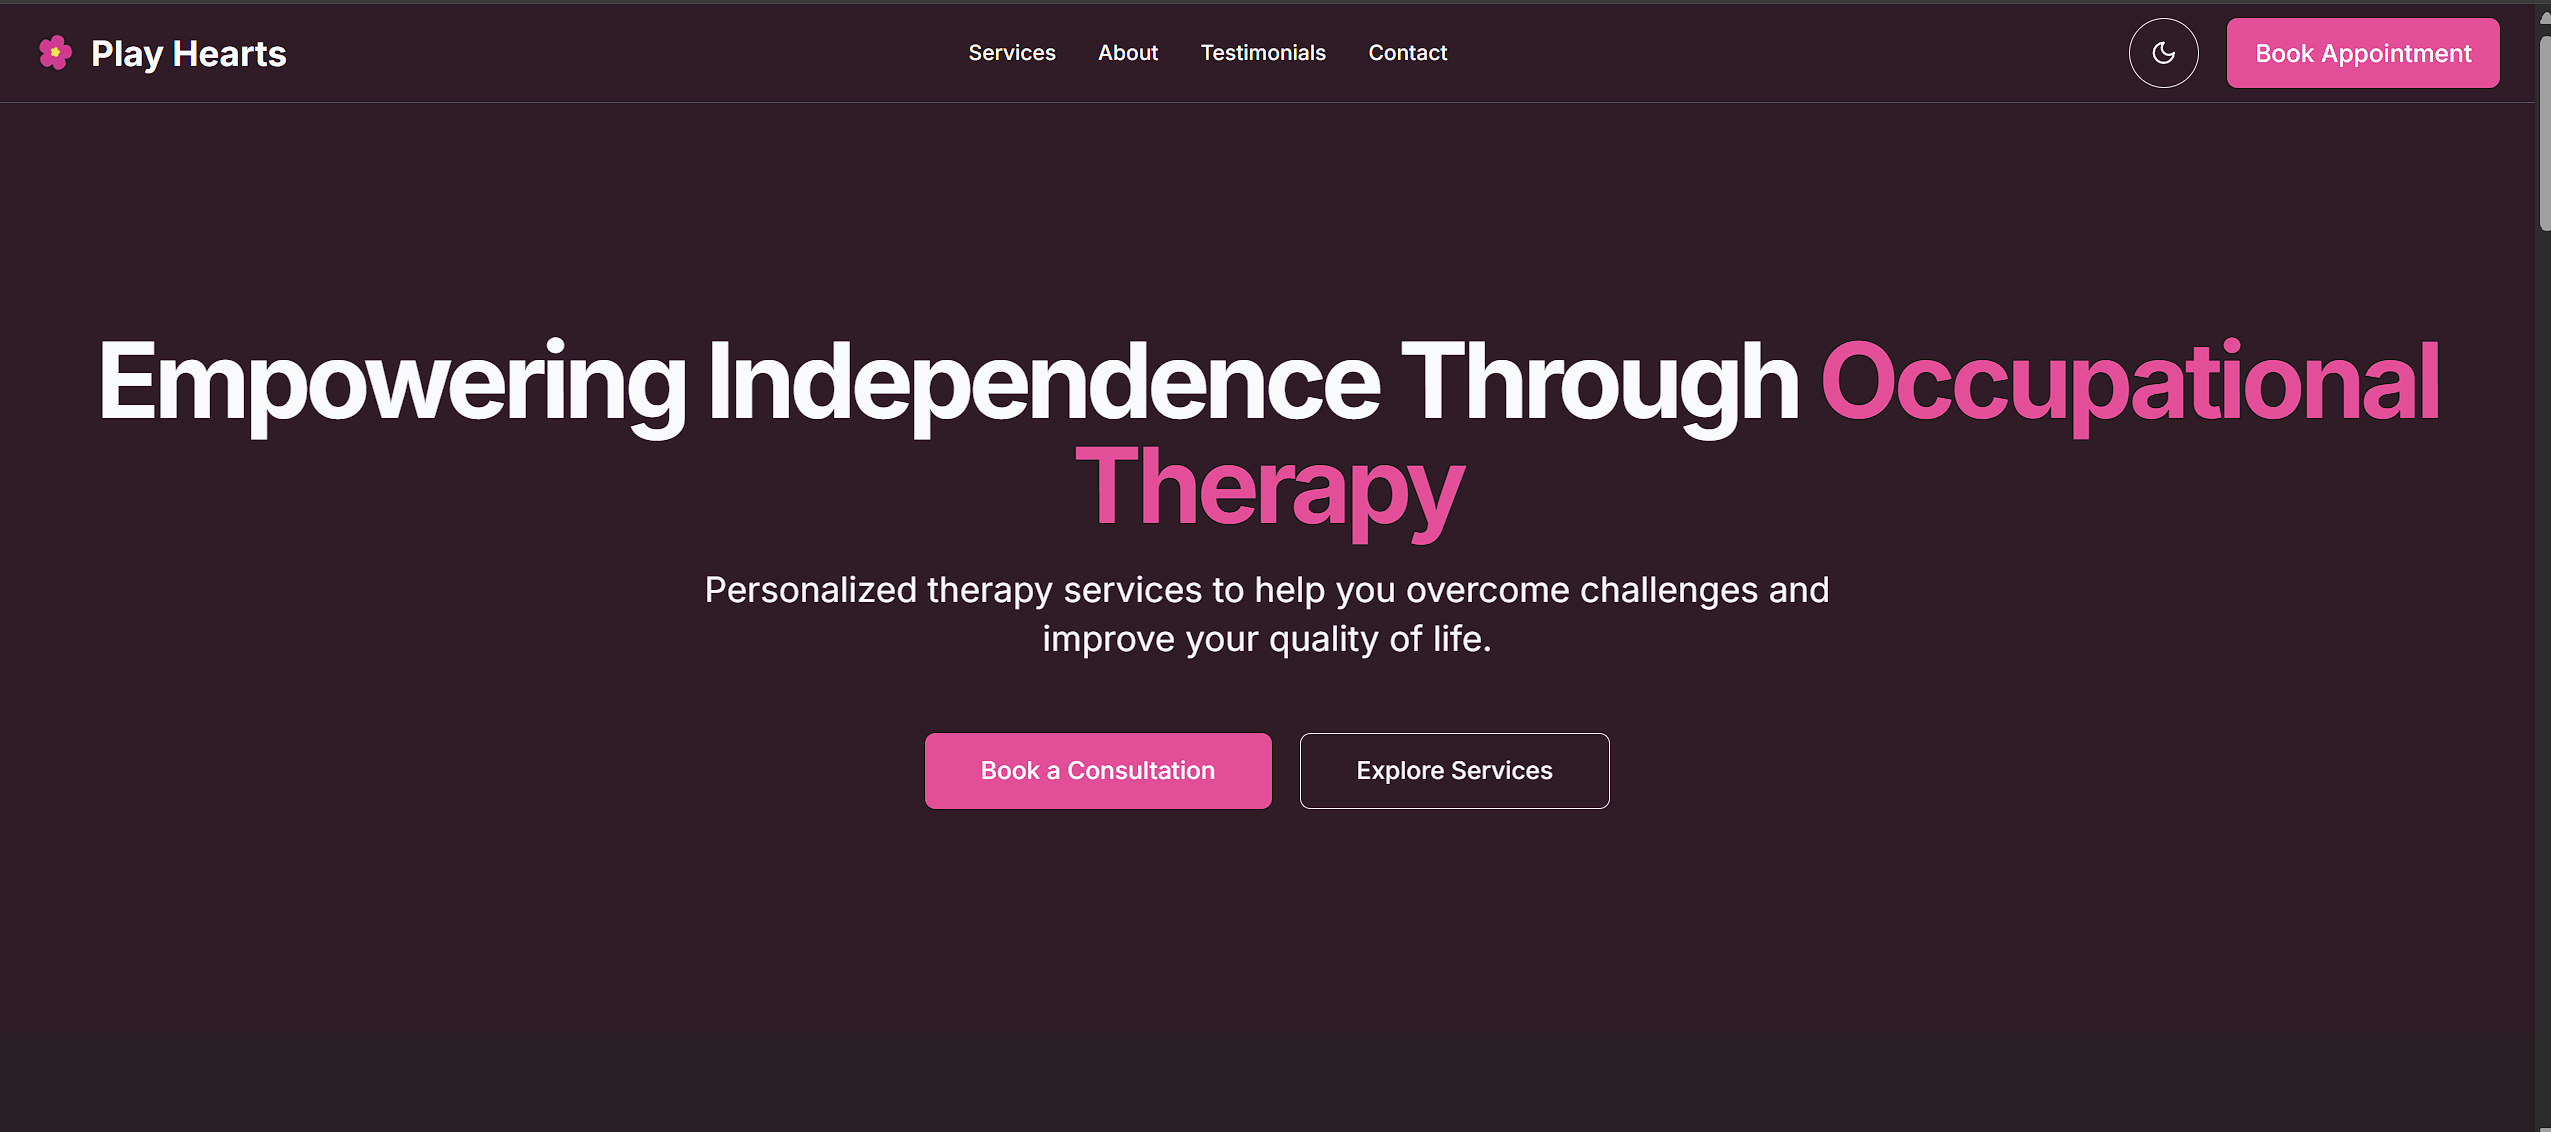 Play Hearts
Services
About
Testimonials
Contact
Book Appointment
Empowering Independence Through Occupational
Therapy
Personalized therapy services to help you overcome challenges and
improve your quality of life.
Book a Consultation
Explore Services